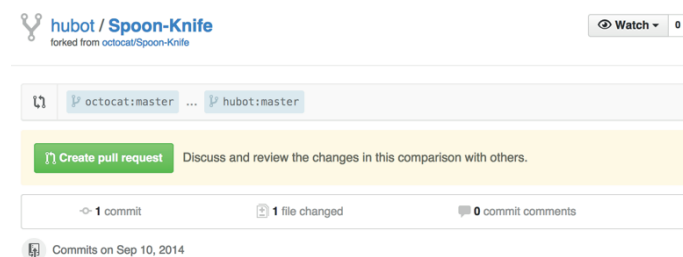 hubot / Spoon-Knife
Watch 0
forked from octocat/Spoon-Knife
octocat:master ... hubot:master
Create pull request Discuss and review the changes in this comparison with others.
1 commit 1 file changed 0 commit comments
Commits on Sep 10, 2014